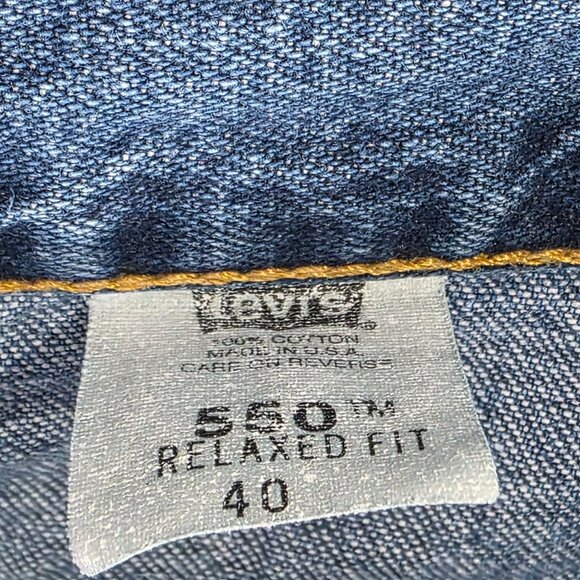 Levi's
100% COTTON
MADE IN U.S.A.
CARE ON REVERSE
550™
RELAXED FIT
40